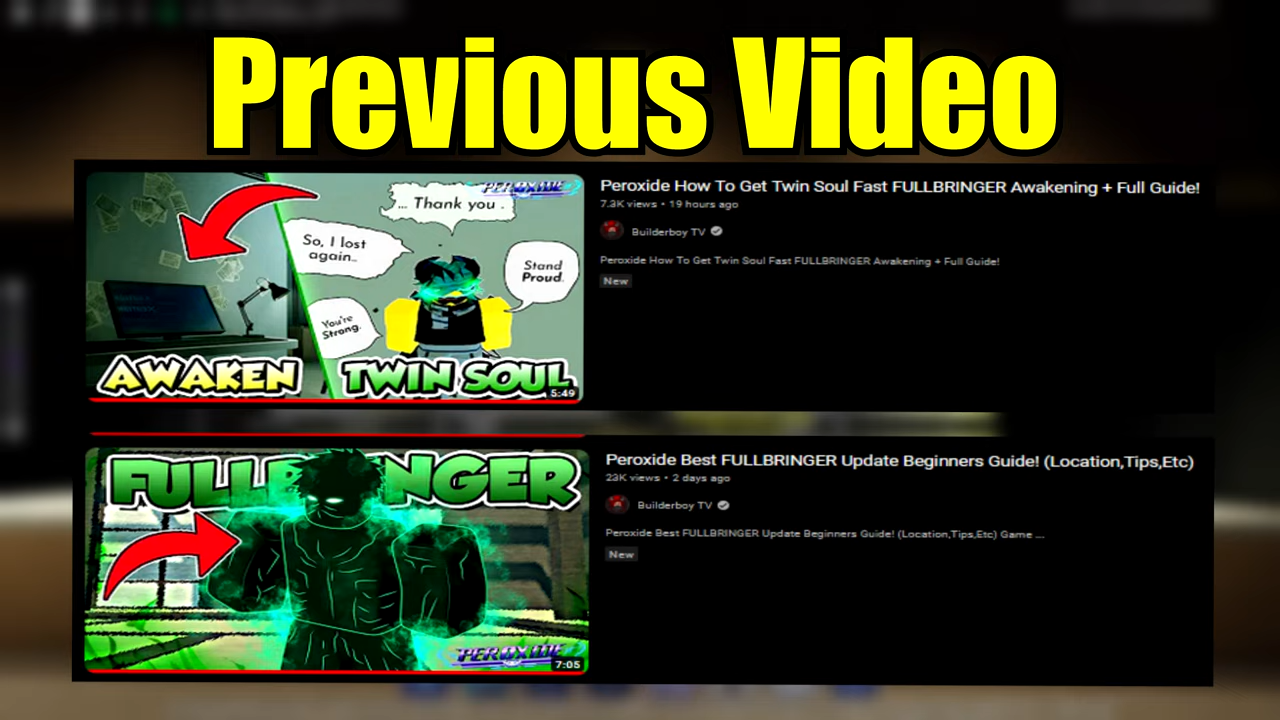 Previous Video
PEROXIDE
... Thank you .
So, I lost
again..
Stand
Proud.
You're
Strong.
AWAKEN
TWIN SOUL
5:49
Peroxide How To Get Twin Soul Fast FULLBRINGER Awakening + Full Guide!
7.3K views • 19 hours ago
Builderboy TV
Peroxide How To Get Twin Soul Fast FULLBRINGER Awakening + Full Guide!
New
FULLBRINGER
PEROXIDE
7:05
Peroxide Best FULLBRINGER Update Beginners Guide! (Location,Tips,Etc)
23K views • 2 days ago
Builderboy TV
Peroxide Best FULLBRINGER Update Beginners Guide! (Location,Tips,Etc) Game ...
New